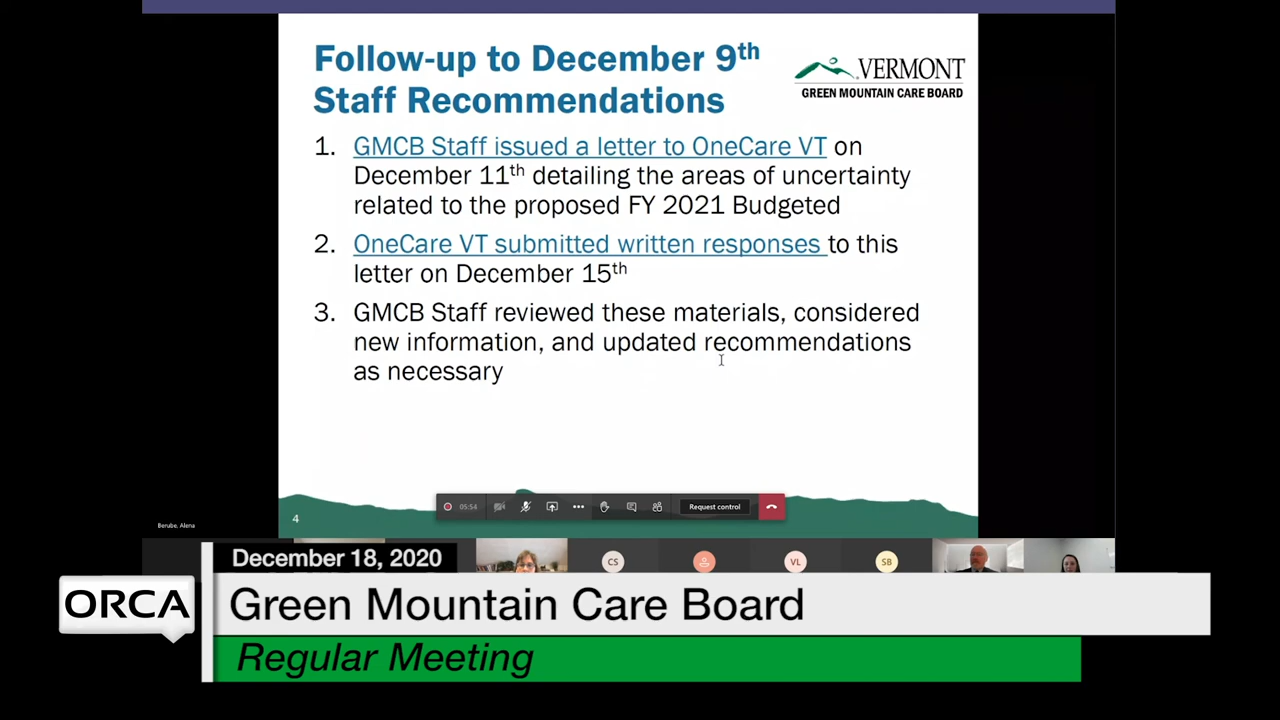 Follow-up to December 9th
Staff Recommendations
VERMONT
GREEN MOUNTAIN CARE BOARD
1. GMCB Staff issued a letter to OneCare VT on
December 11th detailing the areas of uncertainty
related to the proposed FY 2021 Budgeted
2. OneCare VT submitted written responses to this
letter on December 15th
3. GMCB Staff reviewed these materials, considered
new information, and updated recommendations
as necessary
05:54
Request control
4
Berube, Alena
CS
VL
SB
December 18, 2020
ORCA
Green Mountain Care Board
Regular Meeting